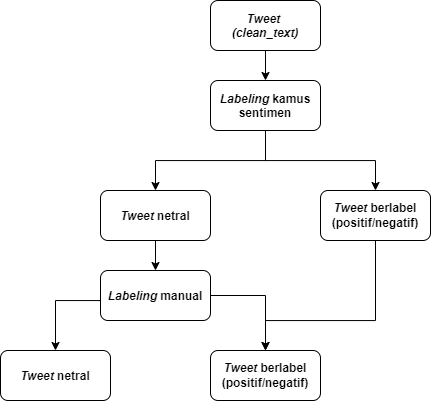 Tweet
(clean_text)
Labeling kamus
sentimen
Tweet netral
Tweet berlabel
(positif/negatif)
Labeling manual
Tweet netral
Tweet berlabel
(positif/negatif)